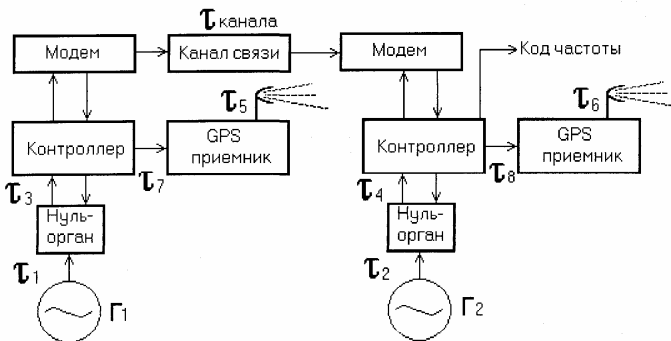 τ канала
Модем
Канал связи
Модем
Код частоты
τ5
τ6
Контроллер
GPS
приемник
Контроллер
GPS
приемник
τ3
τ7
τ4
τ8
Нуль-
орган
Нуль-
орган
τ1
τ2
Г1
Г2